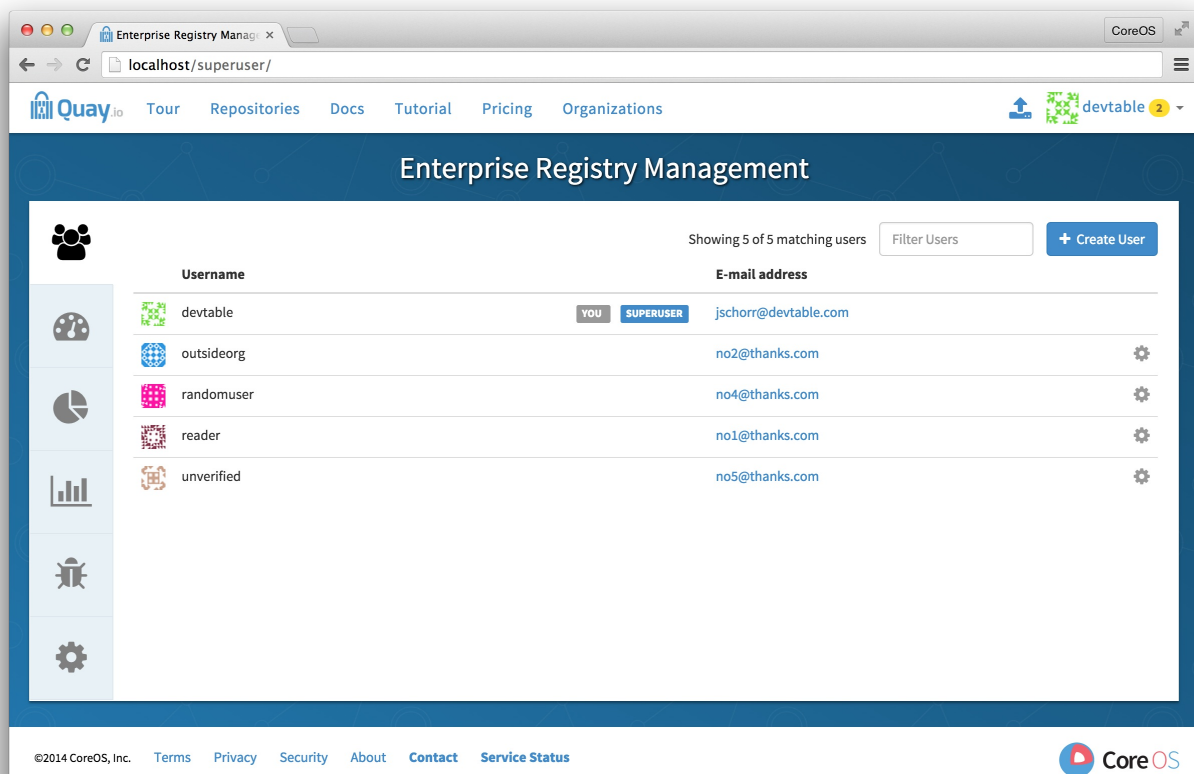 CoreOS
Enterprise Registry Manag
localhost/superuser/
Quay.io Tour Repositories Docs Tutorial Pricing Organizations devtable 2
Enterprise Registry Management
Showing 5 of 5 matching users Filter Users + Create User
Username E-mail address
devtable YOU SUPERUSER jschorr@devtable.com
outsideorg no2@thanks.com
randomuser no4@thanks.com
reader no1@thanks.com
unverified no5@thanks.com
©2014 CoreOS, Inc. Terms Privacy Security About Contact Service Status Core OS